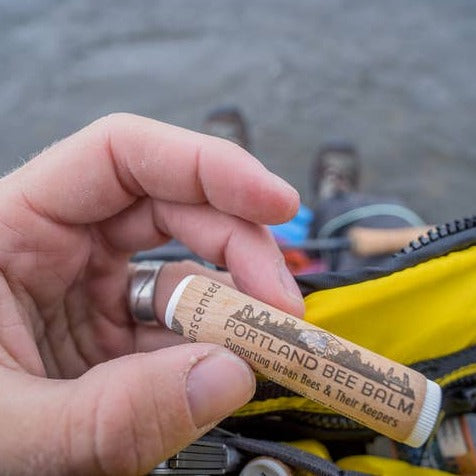 unscented
PORTLAND BEE BALM
Supporting Urban Bees & Their Keepers